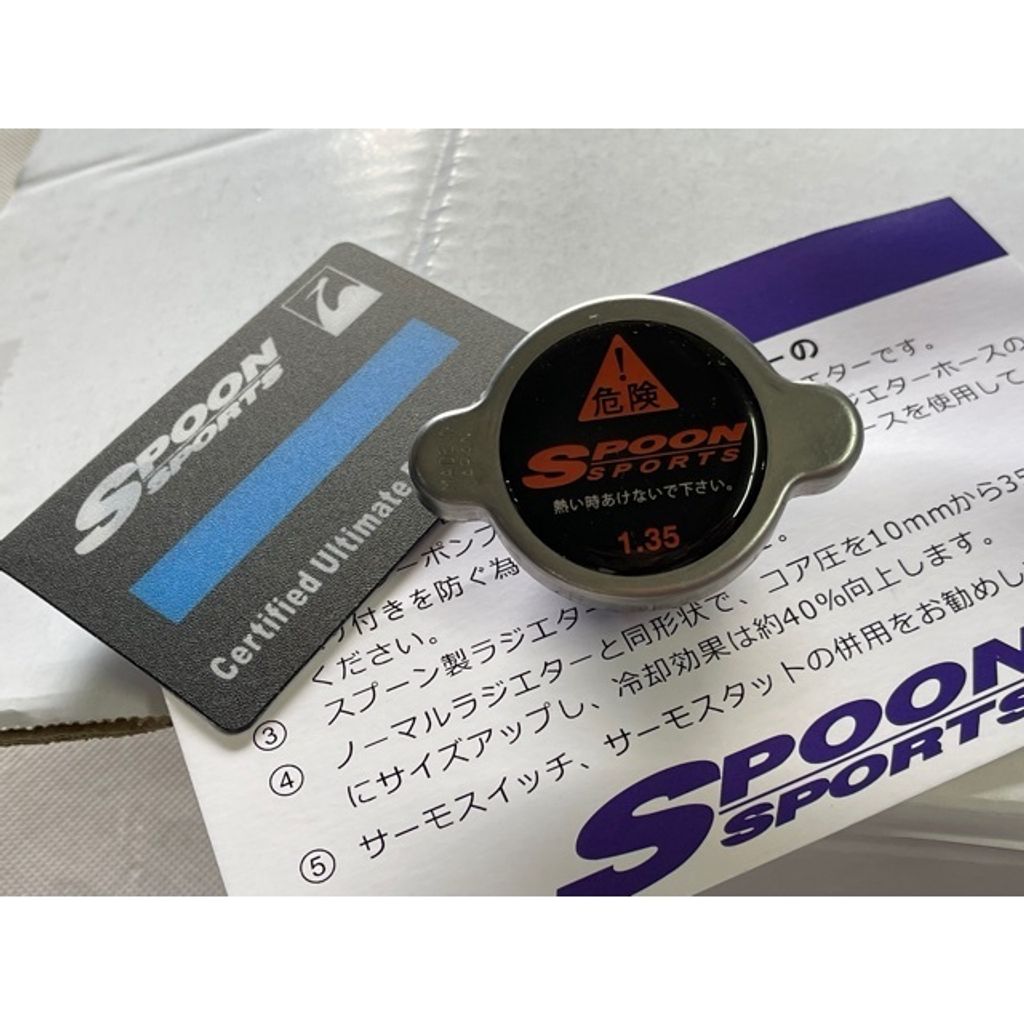 SPOON
SPORTS
Certified Ultimate
!
危険
SPOON
SPORTS
熱い時あけないで下さい。
1.35
ーの
エターです。
ジエターホースの
ースを使用して
ーポンプ
り付きを防ぐ為
ください。
③ スプーン製ラジエター
④ ノーマルラジエターと同形状で、コア圧を10mmから35
にサイズアップし、冷却効果は約40%向上します。
⑤ サーモスイッチ、サーモスタットの併用をお勧めし
SPOON
SPORTS